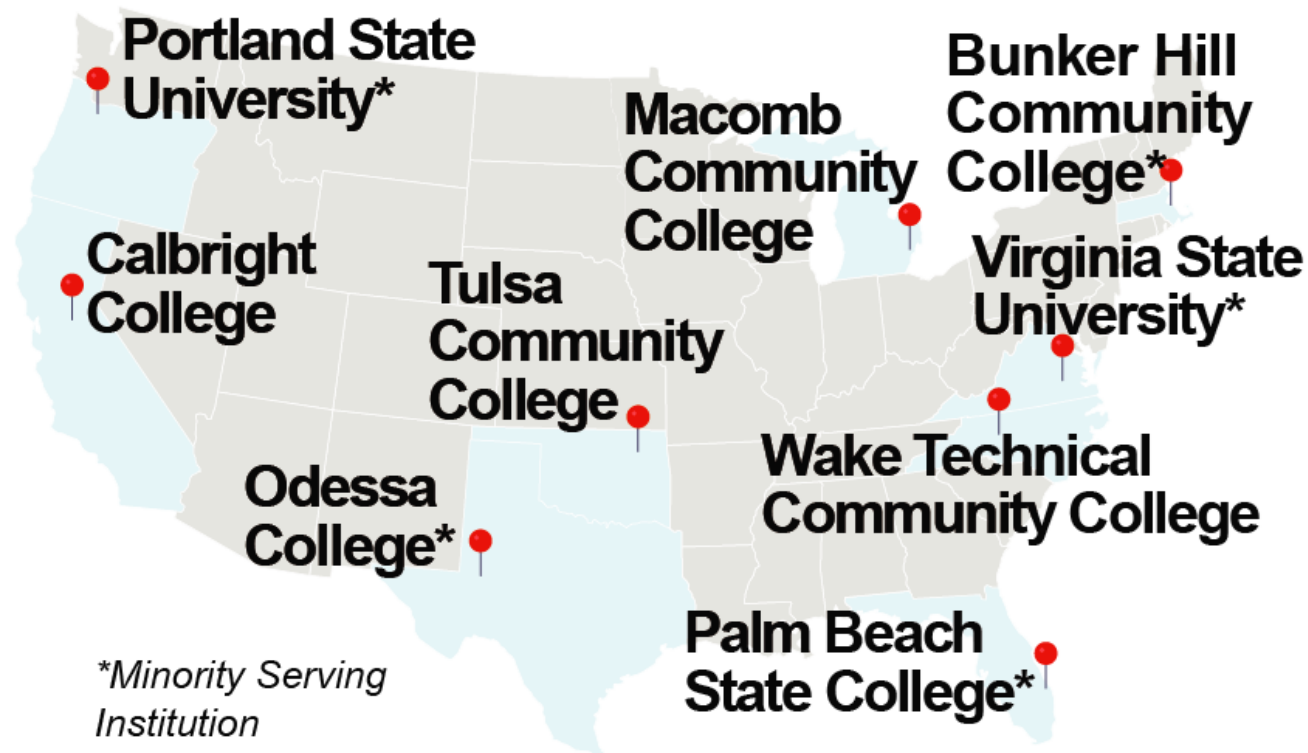 Portland State
University*
Bunker Hill
Community
College*
Macomb
Community
College
Calbright
College
Tulsa
Community
College
Virginia State
University*
Wake Technical
Community College
Odessa
College*
Palm Beach
State College*
*Minority Serving
Institution